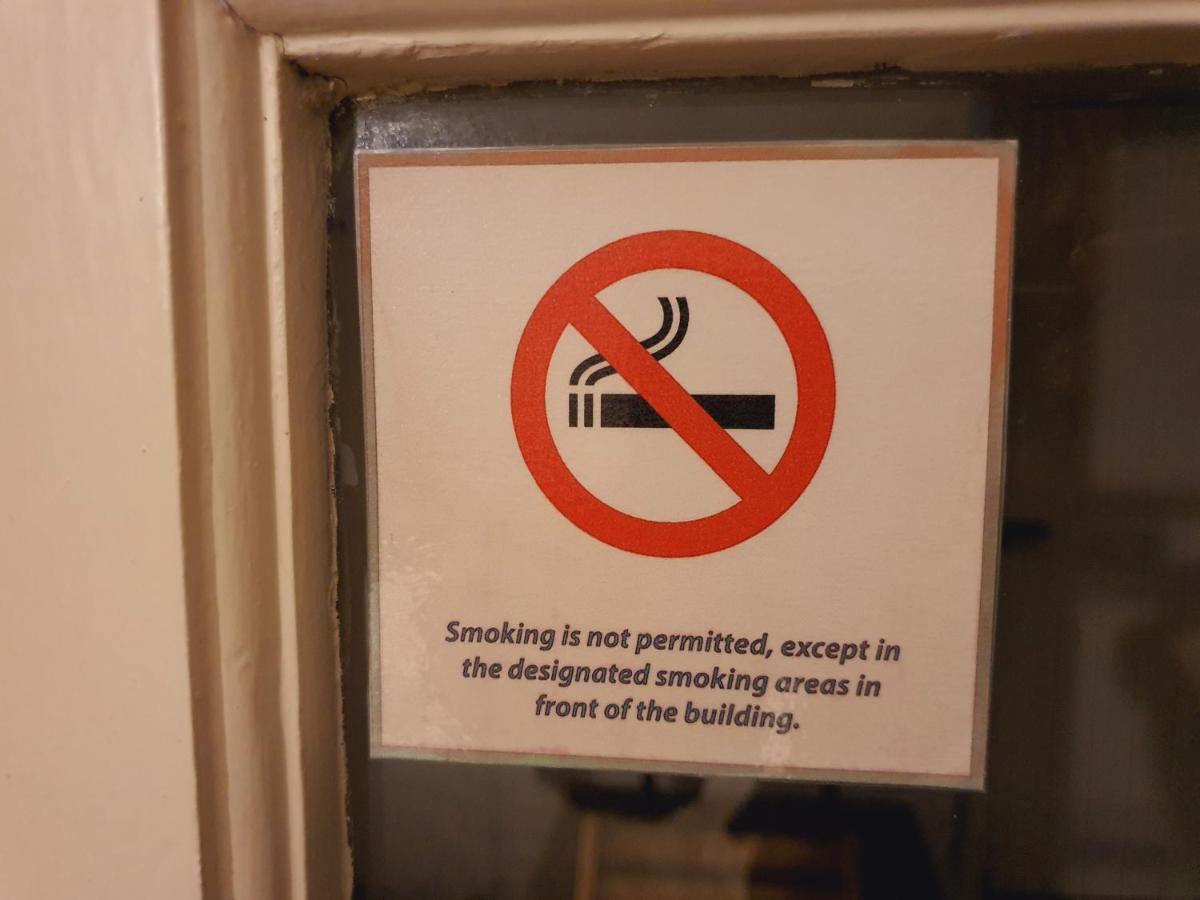 Smoking is not permitted, except in
the designated smoking areas in
front of the building.